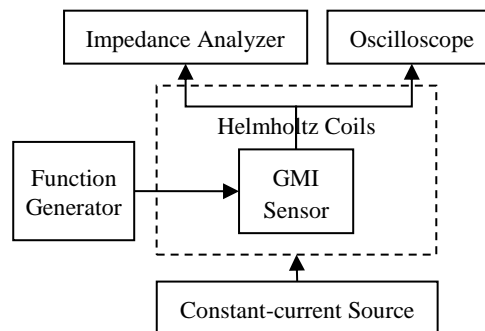 Impedance Analyzer
Oscilloscope
Helmholtz Coils
Function
Generator
GMI
Sensor
Constant-current Source